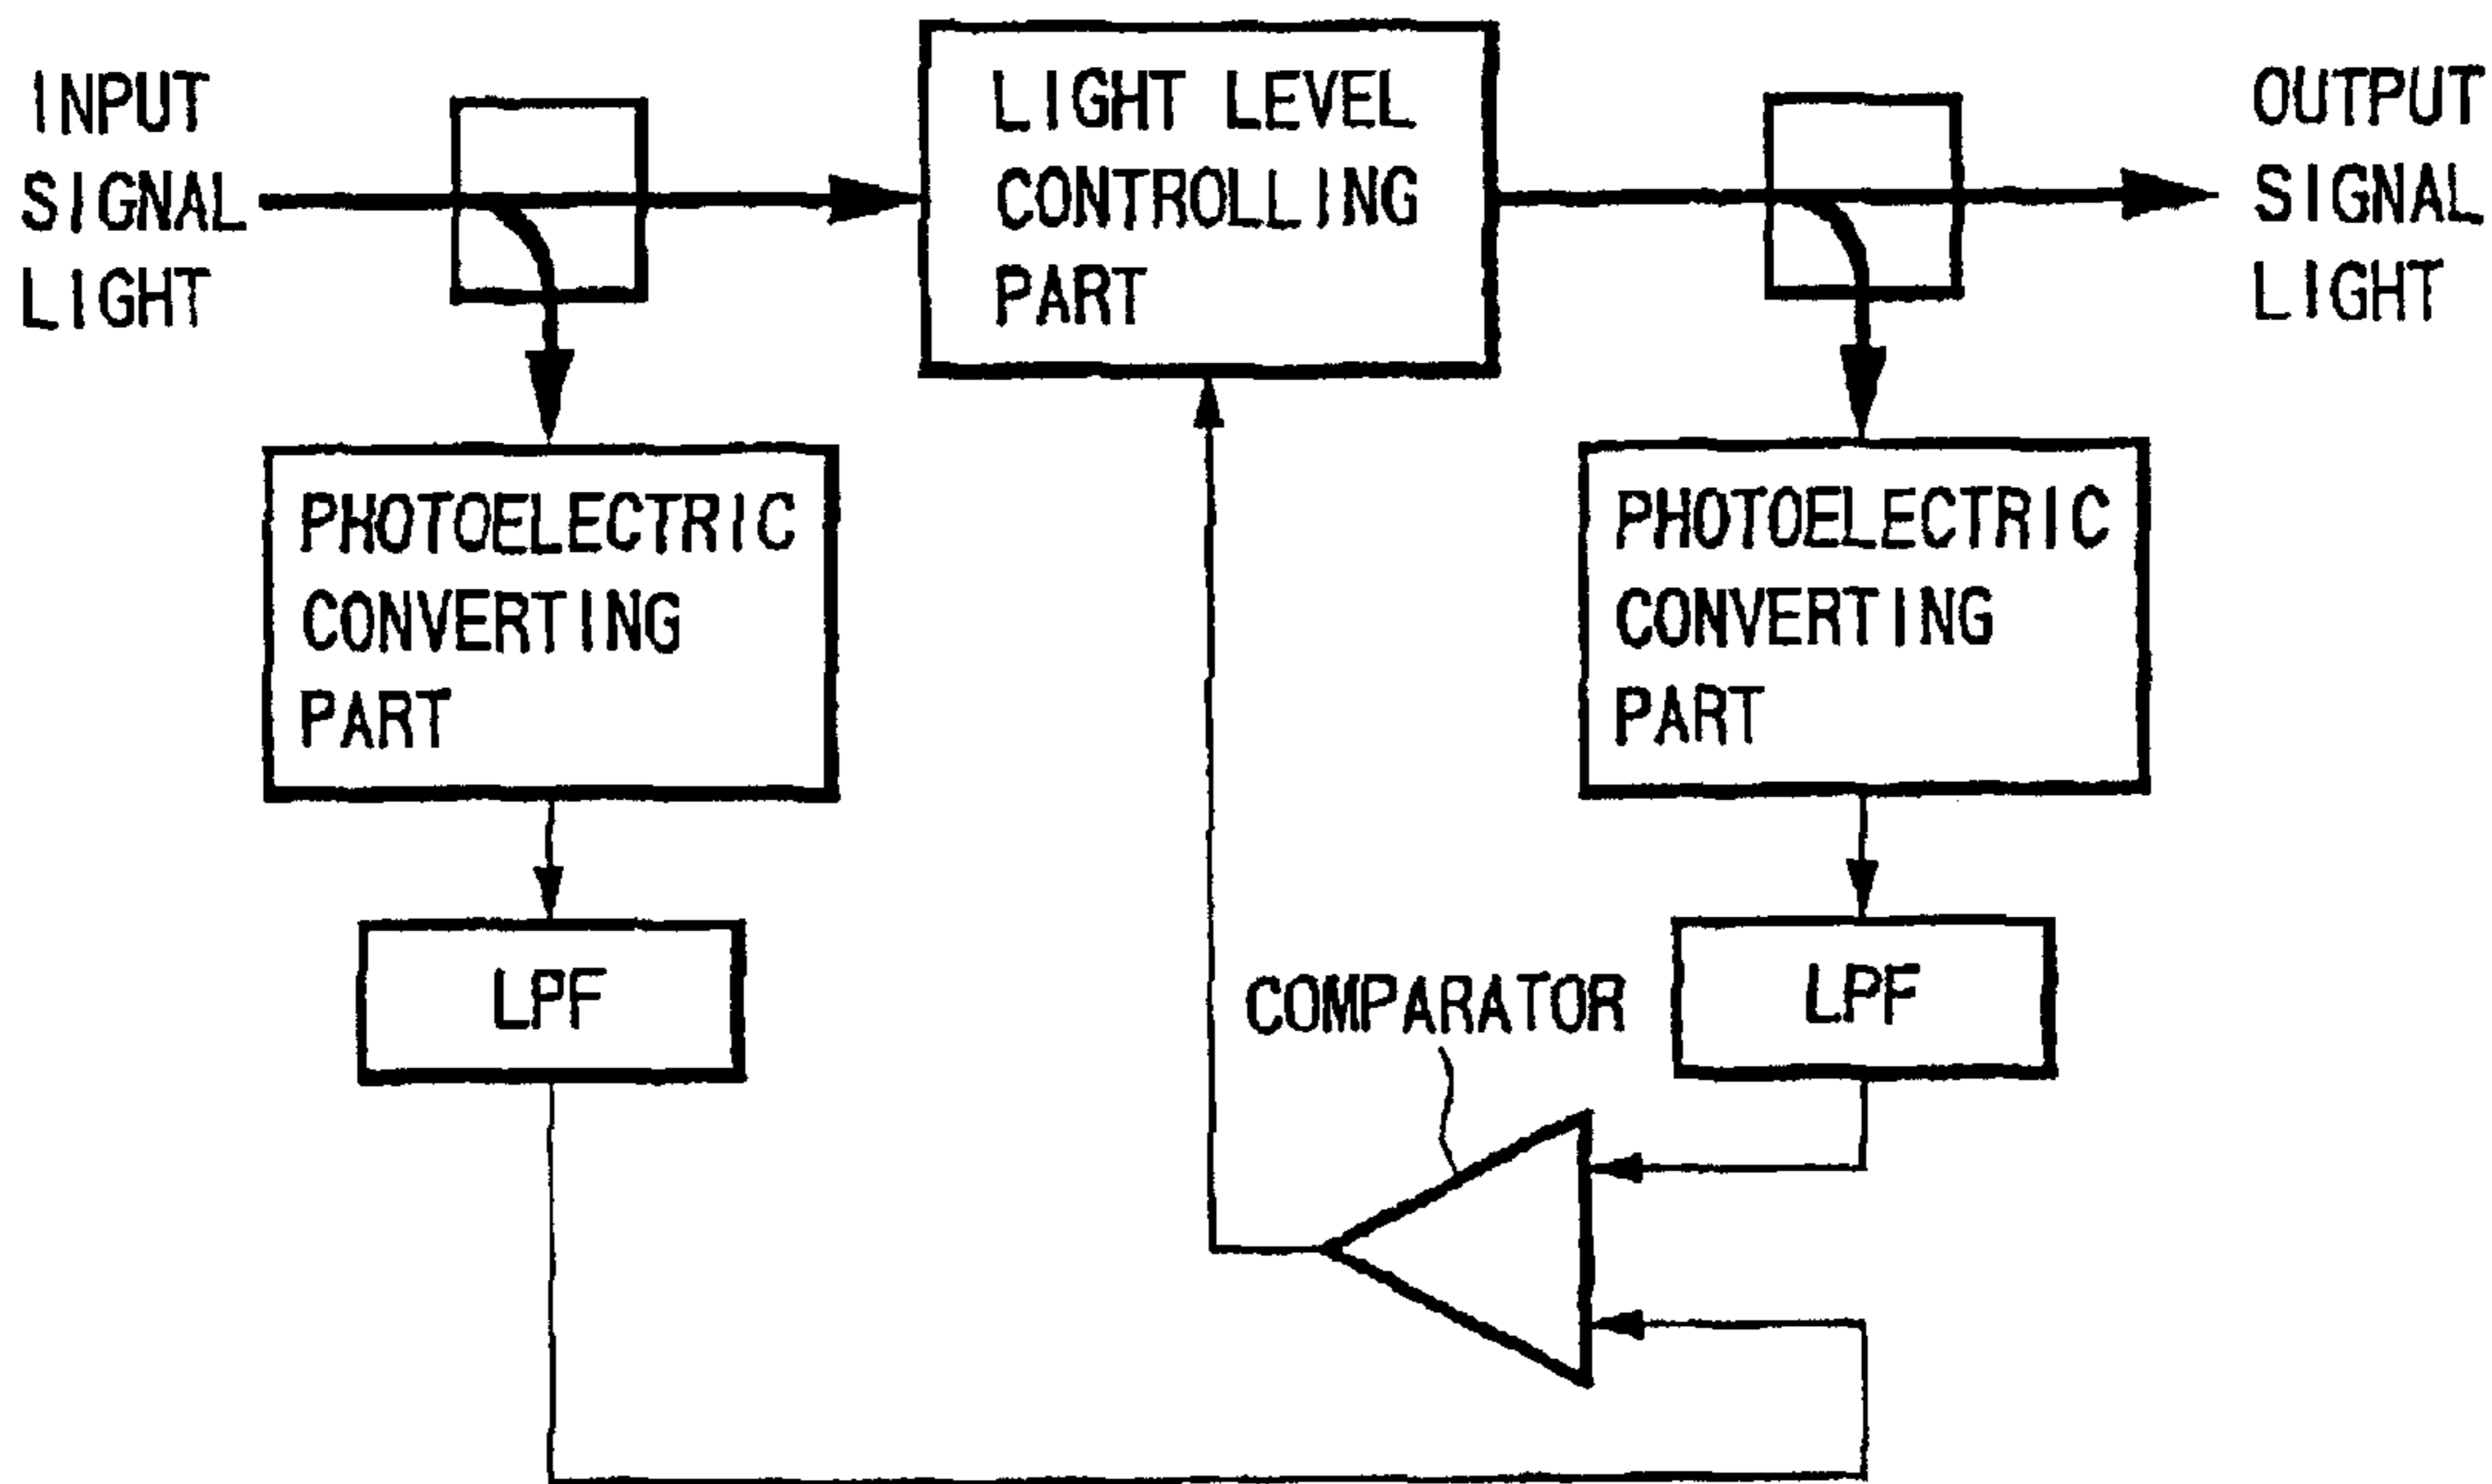 INPUT
SIGNAL
LIGHT
LIGHT LEVEL
CONTROLLING
PART
OUTPUT
SIGNAL
LIGHT
PHOTOELECTRIC
CONVERTING
PART
PHOTOELECTRIC
CONVERTING
PART
LPF
COMPARATOR
LPF